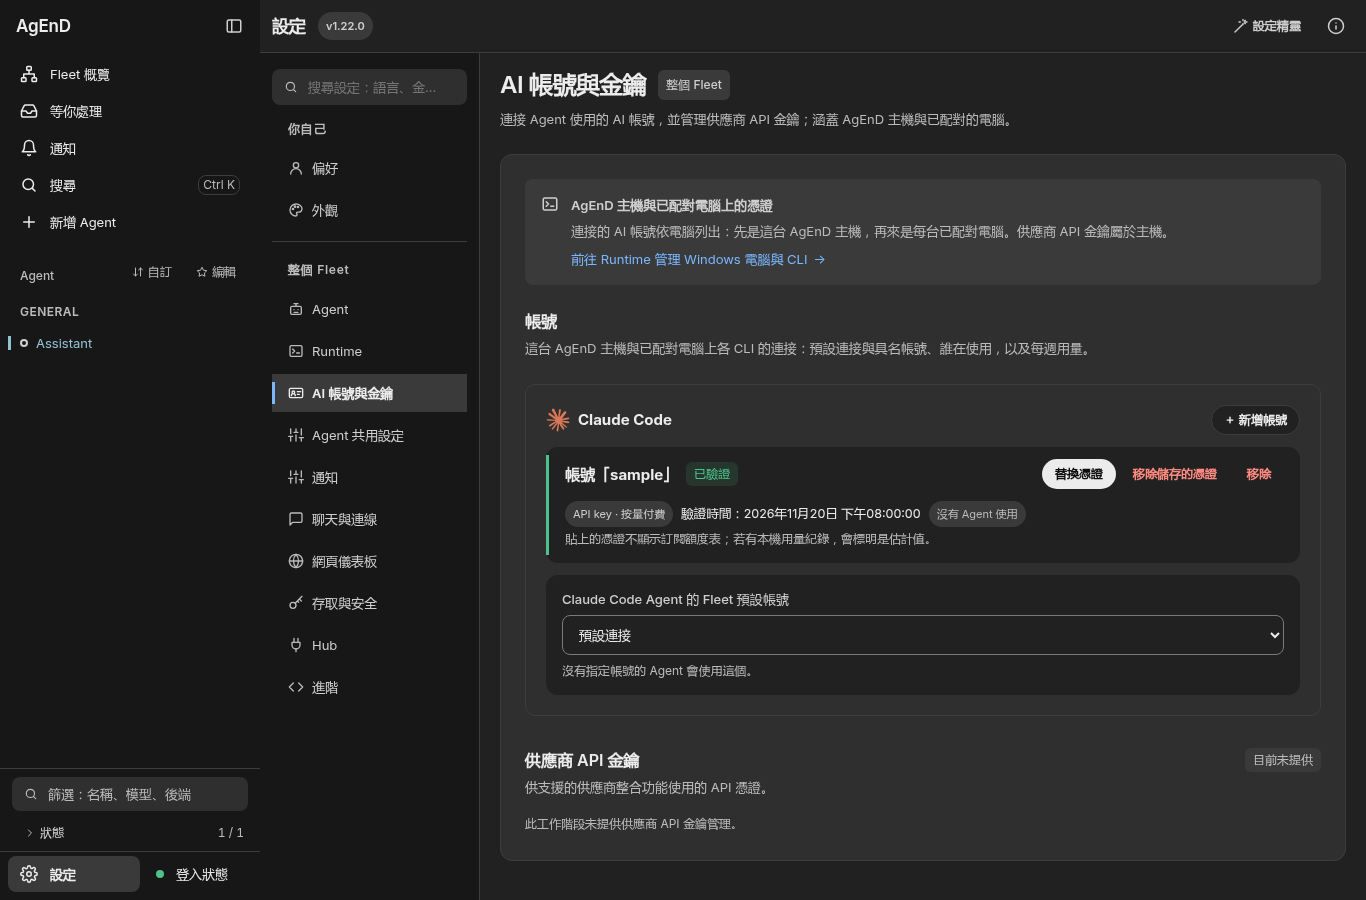 AgEnD
Fleet 概覽
等你處理
通知
搜尋
Ctrl K
新增 Agent
Agent
自訂
編輯
GENERAL
Assistant
篩選：名稱、模型、後端
狀態
1 / 1
設定
登入狀態
設定
v1.22.0
設定精靈
搜尋設定：語言、金...
你自己
偏好
外觀
整個 Fleet
Agent
Runtime
AI 帳號與金鑰
Agent 共用設定
通知
聊天與連線
網頁儀表板
存取與安全
Hub
進階
AI 帳號與金鑰
整個 Fleet
連接 Agent 使用的 AI 帳號，並管理供應商 API 金鑰；涵蓋 AgEnD 主機與已配對的電腦。
AgEnD 主機與已配對電腦上的憑證
連接的 AI 帳號依電腦列出：先是這台 AgEnD 主機，再來是每台已配對電腦。供應商 API 金鑰屬於主機。
前往 Runtime 管理 Windows 電腦與 CLI →
帳號
這台 AgEnD 主機與已配對電腦上各 CLI 的連接：預設連接與具名帳號、誰在使用，以及每週用量。
Claude Code
+ 新增帳號
帳號「sample」
已驗證
替換憑證
移除儲存的憑證
移除
API key · 按量付費
驗證時間：2026年11月20日 下午08:00:00
沒有 Agent 使用
貼上的憑證不顯示訂閱額度表；若有本機用量紀錄，會標明是估計值。
Claude Code Agent 的 Fleet 預設帳號
預設連接
沒有指定帳號的 Agent 會使用這個。
供應商 API 金鑰
目前未提供
供支援的供應商整合功能使用的 API 憑證。
此工作階段未提供供應商 API 金鑰管理。